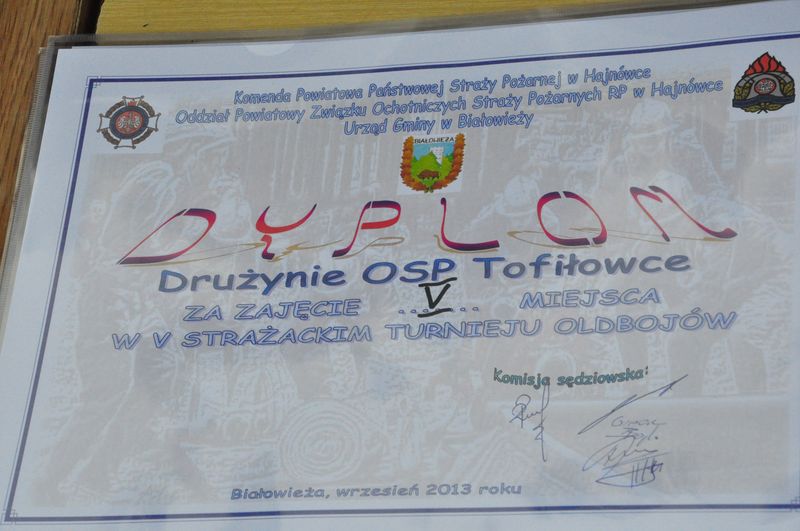 Komenda Powiatowa Państwowej Straży Pożarnej w Hajnówce
Oddział Powiatowy Związku Ochotniczych Straży Pożarnych RP w Hajnówce
Urząd Gminy w Białowieży
BIAŁOWIEŻA
DYPLOM
Drużynie OSP Tofiłowce
ZA ZAJĘCIE ...V... MIEJSCA
W V STRAŻACKIM TURNIEJU OLDBOJÓW
Komisja sędziowska:
Białowieża, wrzesień 2013 roku